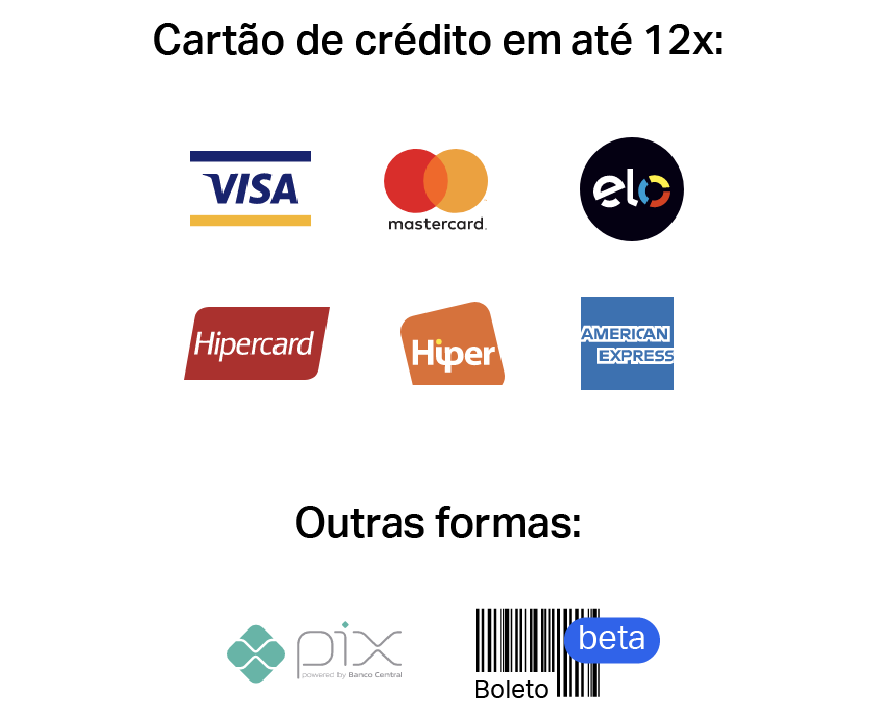 Cartão de crédito em até 12x:
VISA
mastercard.
elo
Hipercard
Hiper
AMERICAN
EXPRESS
Outras formas:
pix
powered by Banco Central
beta
Boleto